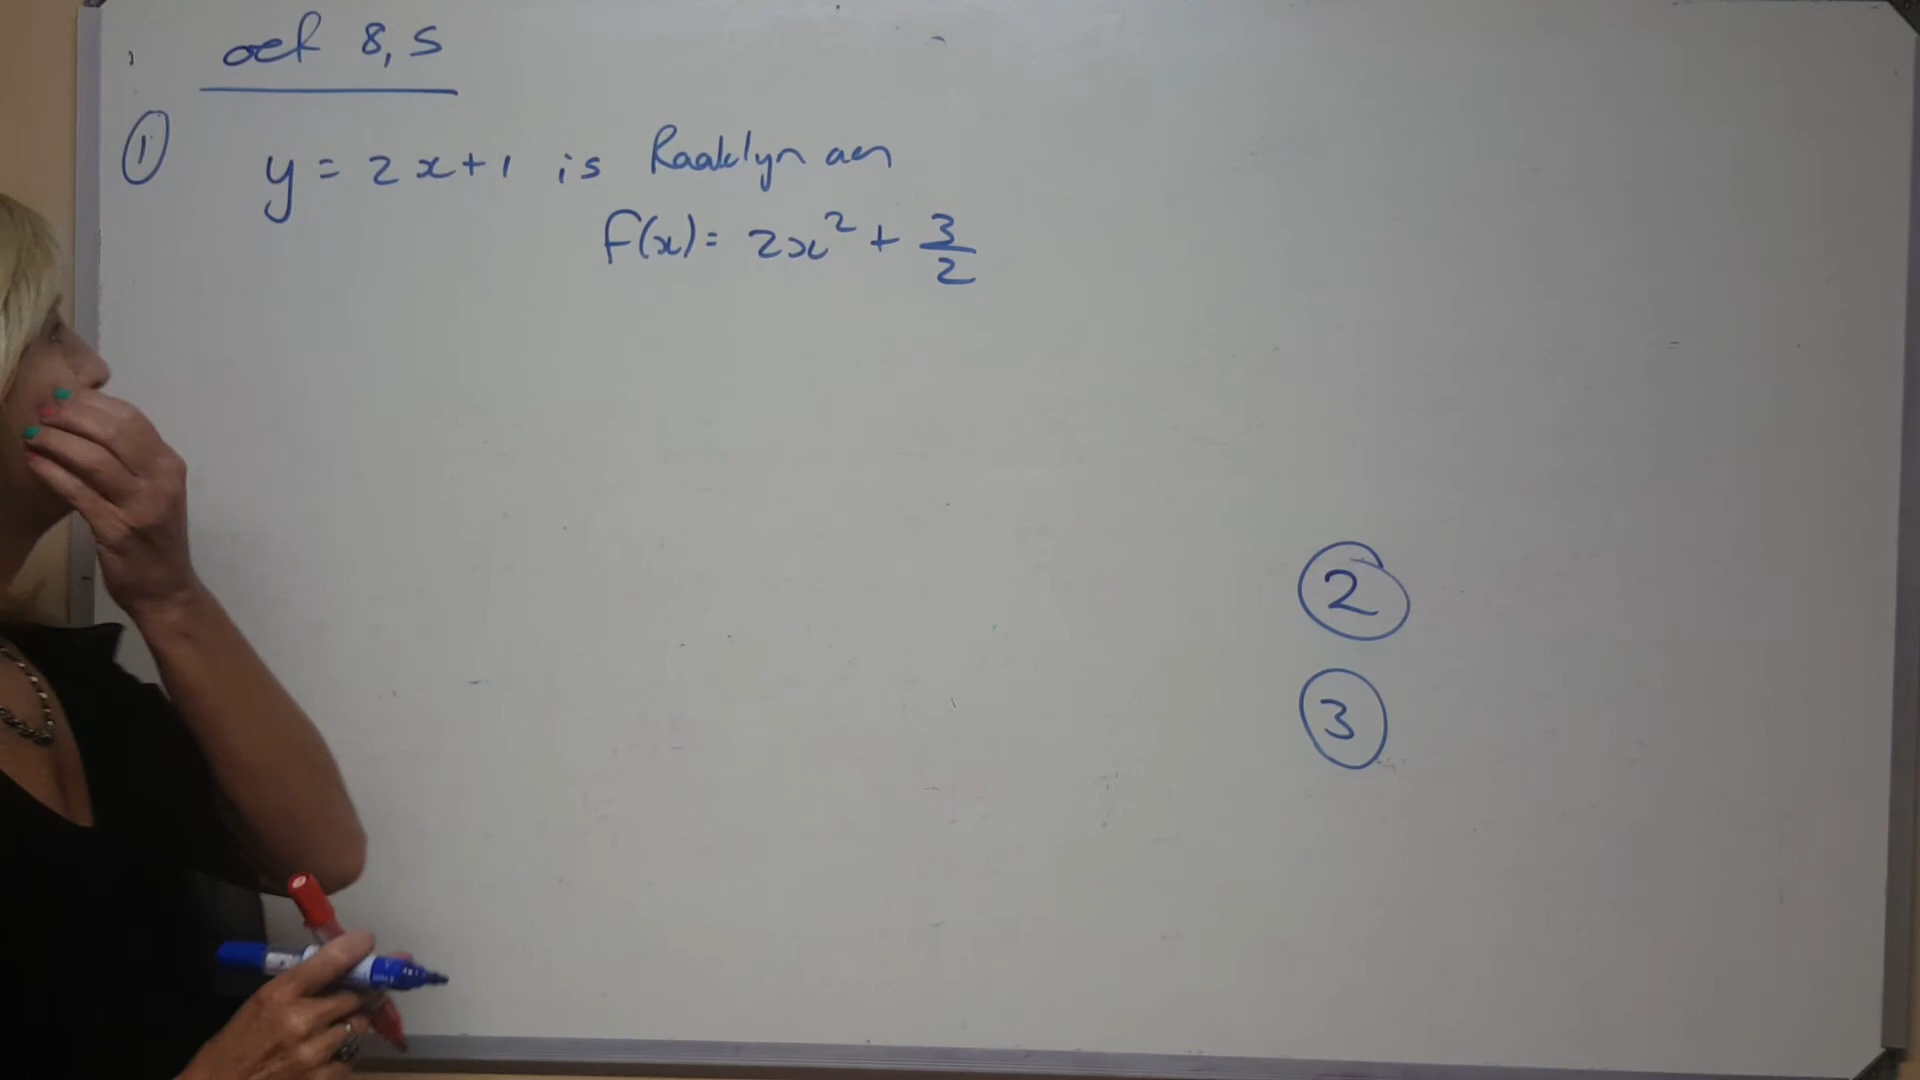 oef 8,5
① y = 2x+1 is Raaklyn aan
f(x) = 2x² + 3/2
②
③